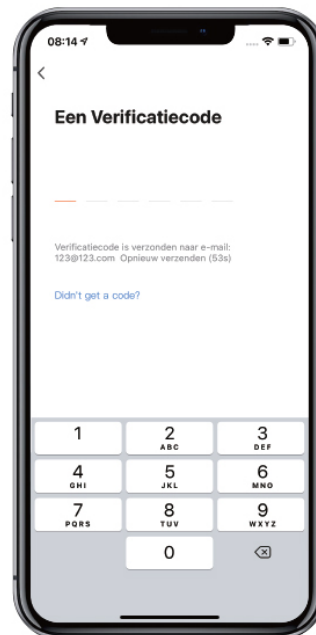 08:14
Een Verificatiecode
Verificatiecode is verzonden naar e-mail:
123@123.com Opnieuw verzenden (53s)
Didn't get a code?
1
2 ABC
3 DEF
4 GHI
5 JKL
6 MNO
7 PQRS
8 TUV
9 WXYZ
0